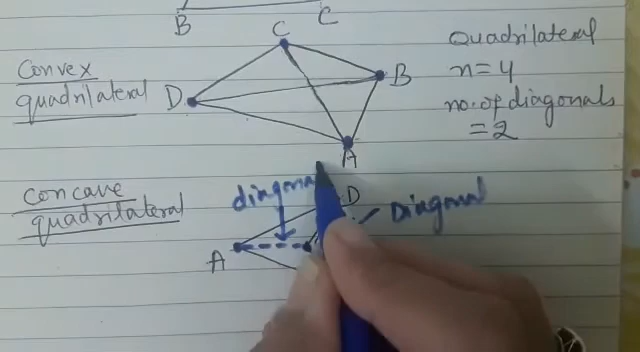 B
C
C
Quadrilateral
Convex
quadrilateral
D
B
n=4
no. of diagonals
= 2
A
Concave
quadrilateral
diagonal
D
Diagonal
A